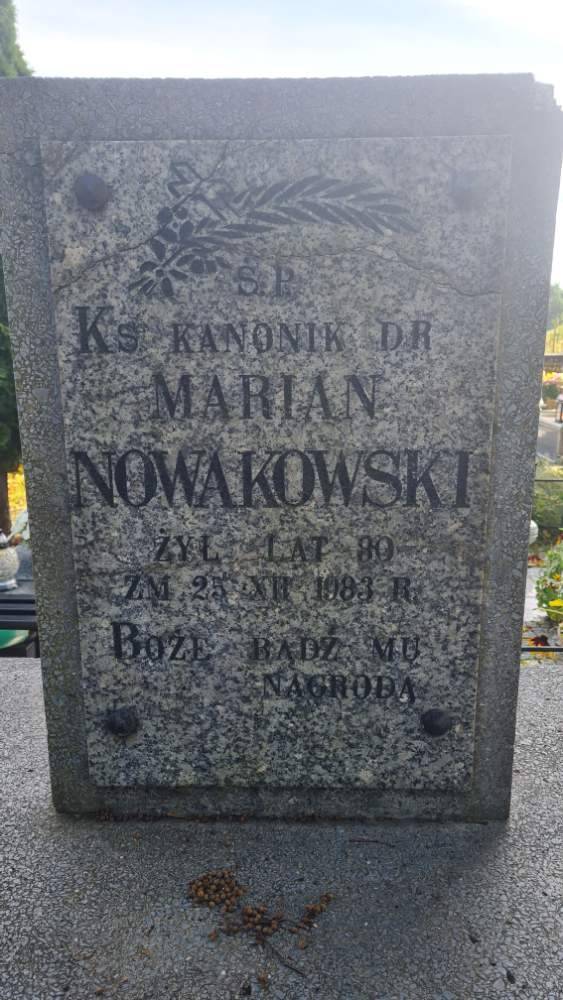 Ś.P.
KS KANONIK DR
MARIAN
NOWAKOWSKI
ŻYŁ LAT 80
ZM 25 XII 1983 R.
BOŻE BĄDŹ MU
NAGRODĄ